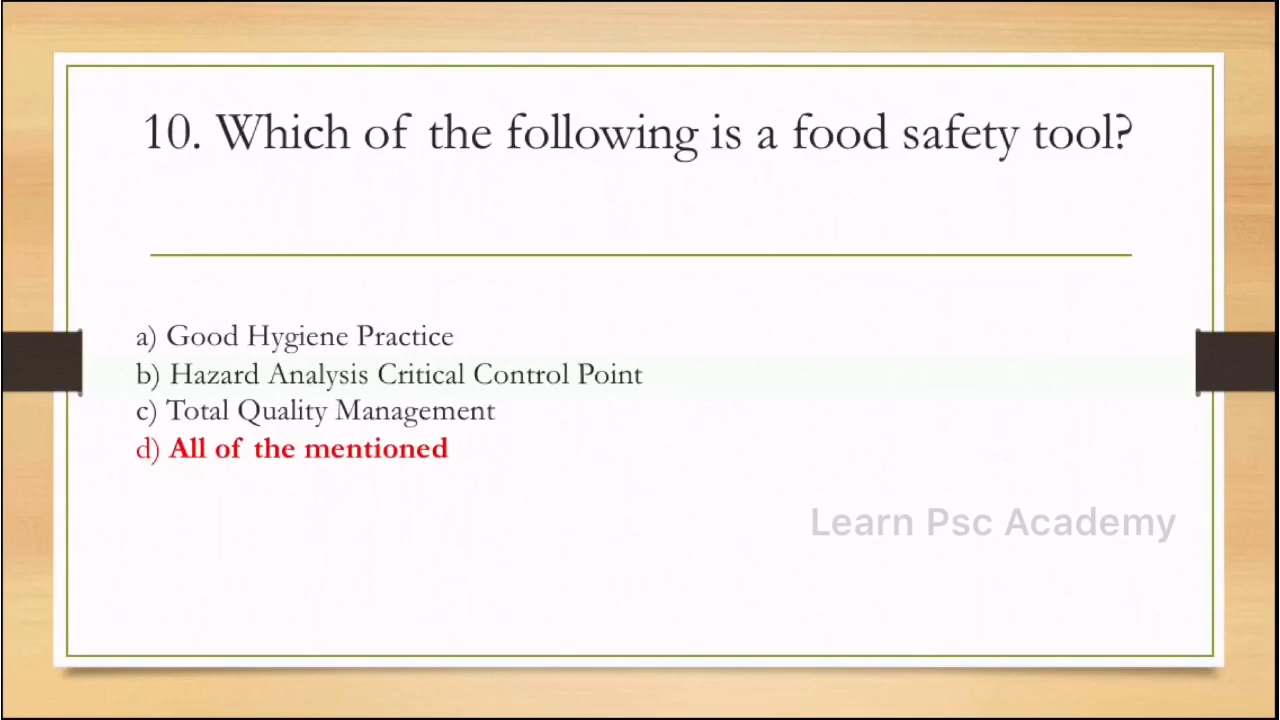 10. Which of the following is a food safety tool?
a) Good Hygiene Practice
b) Hazard Analysis Critical Control Point
c) Total Quality Management
d) All of the mentioned
Learn Psc Academy